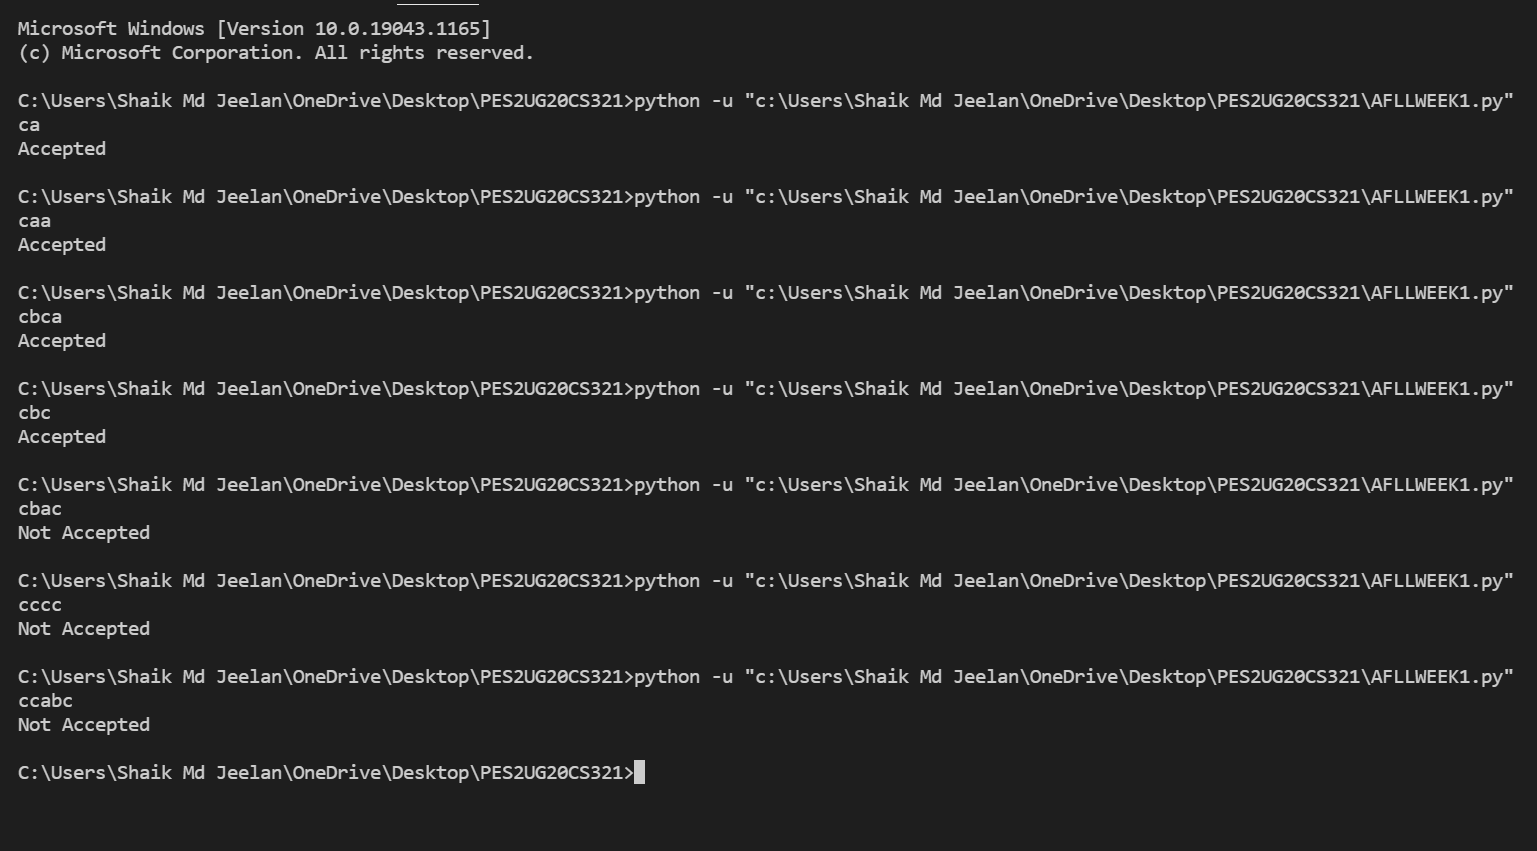 Microsoft Windows [Version 10.0.19043.1165]
(c) Microsoft Corporation. All rights reserved.
C:\Users\Shaik Md Jeelan\OneDrive\Desktop\PES2UG20CS321>python -u "c:\Users\Shaik Md Jeelan\OneDrive\Desktop\PES2UG20CS321\AFLLWEEK1.py"
ca
Accepted
C:\Users\Shaik Md Jeelan\OneDrive\Desktop\PES2UG20CS321>python -u "c:\Users\Shaik Md Jeelan\OneDrive\Desktop\PES2UG20CS321\AFLLWEEK1.py"
caa
Accepted
C:\Users\Shaik Md Jeelan\OneDrive\Desktop\PES2UG20CS321>python -u "c:\Users\Shaik Md Jeelan\OneDrive\Desktop\PES2UG20CS321\AFLLWEEK1.py"
cbca
Accepted
C:\Users\Shaik Md Jeelan\OneDrive\Desktop\PES2UG20CS321>python -u "c:\Users\Shaik Md Jeelan\OneDrive\Desktop\PES2UG20CS321\AFLLWEEK1.py"
cbc
Accepted
C:\Users\Shaik Md Jeelan\OneDrive\Desktop\PES2UG20CS321>python -u "c:\Users\Shaik Md Jeelan\OneDrive\Desktop\PES2UG20CS321\AFLLWEEK1.py"
cbac
Not Accepted
C:\Users\Shaik Md Jeelan\OneDrive\Desktop\PES2UG20CS321>python -u "c:\Users\Shaik Md Jeelan\OneDrive\Desktop\PES2UG20CS321\AFLLWEEK1.py"
cccc
Not Accepted
C:\Users\Shaik Md Jeelan\OneDrive\Desktop\PES2UG20CS321>python -u "c:\Users\Shaik Md Jeelan\OneDrive\Desktop\PES2UG20CS321\AFLLWEEK1.py"
ccabc
Not Accepted
C:\Users\Shaik Md Jeelan\OneDrive\Desktop\PES2UG20CS321>